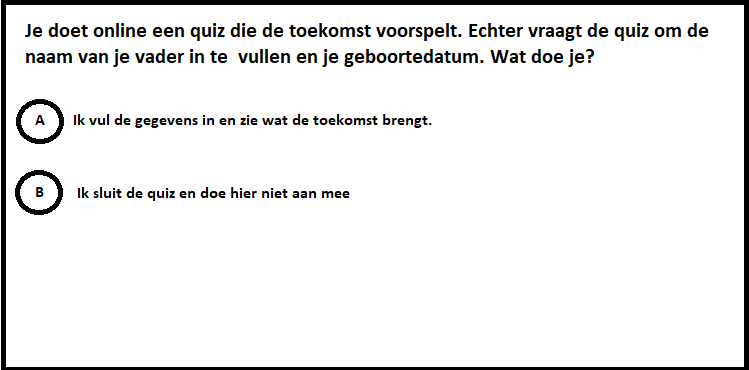 Je doet online een quiz die de toekomst voorspelt. Echter vraagt de quiz om de
naam van je vader in te  vullen en je geboortedatum. Wat doe je?
A Ik vul de gegevens in en zie wat de toekomst brengt.
B Ik sluit de quiz en doe hier niet aan mee